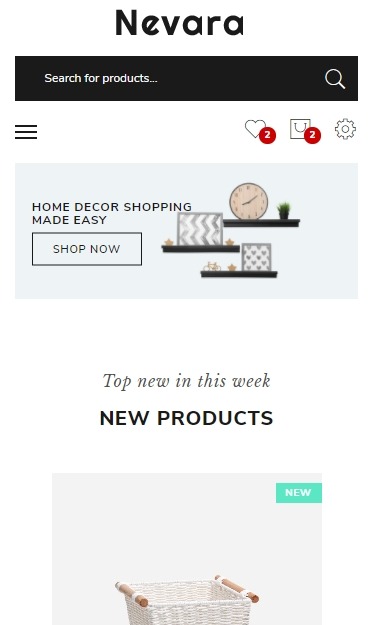 Nevara
Search for products...
2
2
HOME DECOR SHOPPING
MADE EASY
SHOP NOW
Top new in this week
NEW PRODUCTS
NEW